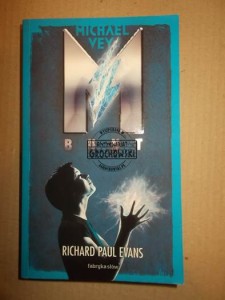 MICHAEL
VEY
B T
GROCHOWSKI
RICHARD PAUL EVANS
fabryka słów